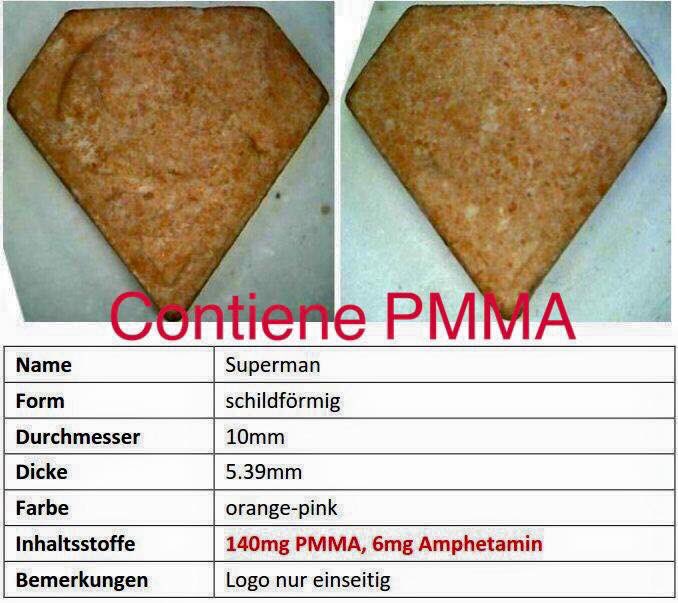 Contiene PMMA
Name Superman
Form schildförmig
Durchmesser 10mm
Dicke 5.39mm
Farbe orange-pink
Inhaltsstoffe 140mg PMMA, 6mg Amphetamin
Bemerkungen Logo nur einseitig